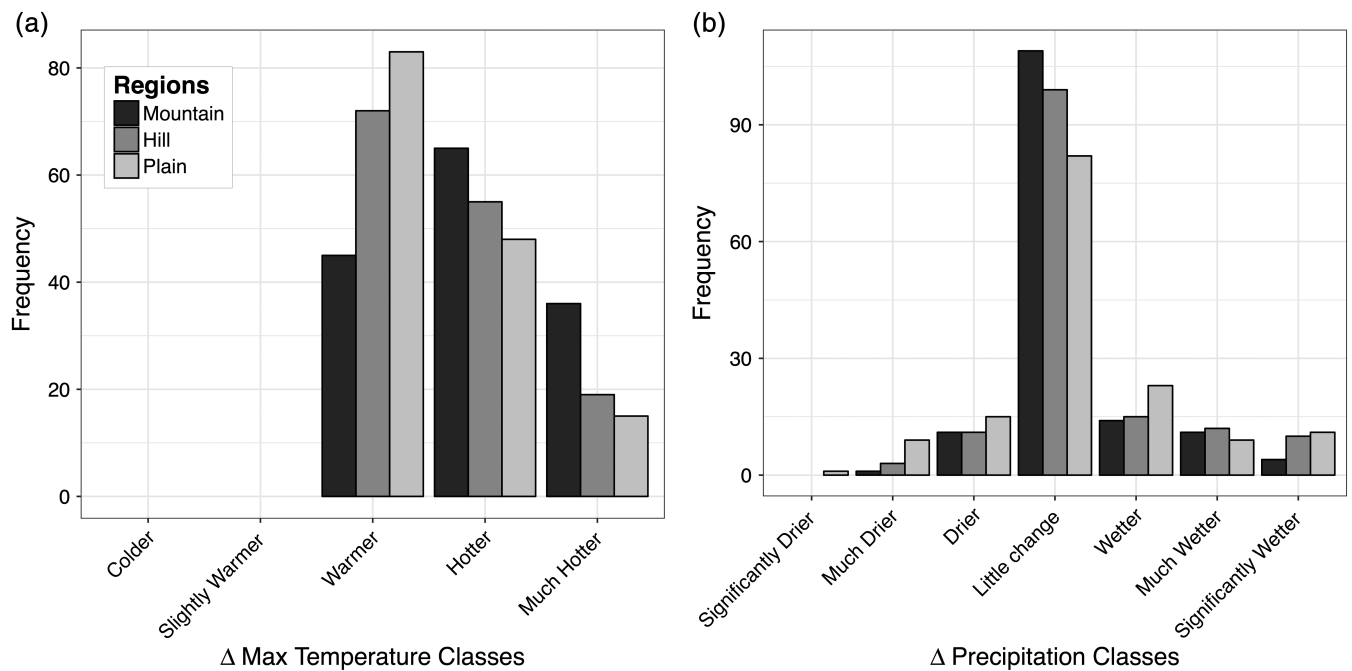 (a)
Frequency
80
60
40
20
0
Regions
Mountain
Hill
Plain
Colder
Slightly Warmer
Warmer
Hotter
Much Hotter
Δ Max Temperature Classes
(b)
Frequency
90
60
30
0
Significantly Drier
Much Drier
Drier
Little change
Wetter
Much Wetter
Significantly Wetter
Δ Precipitation Classes